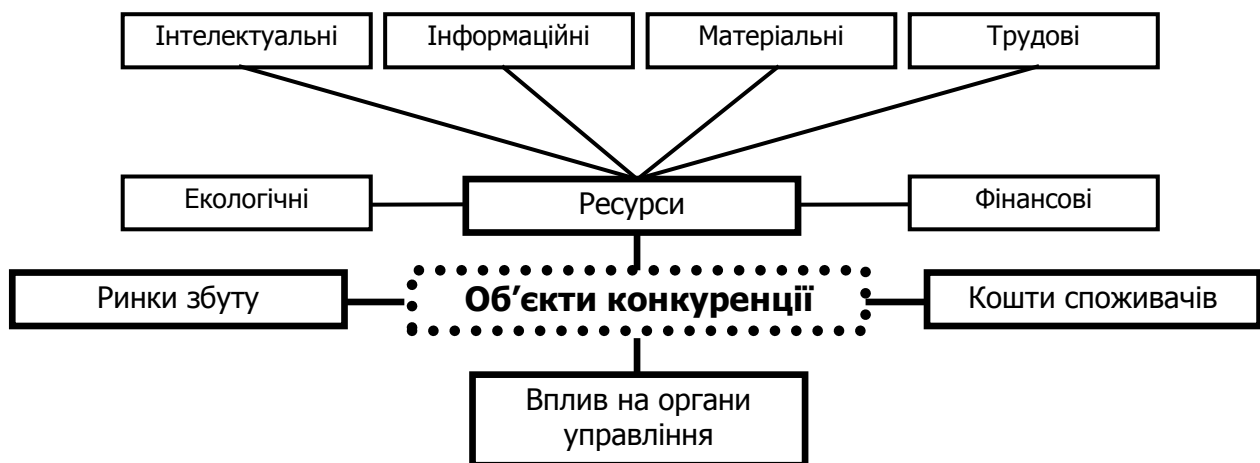 Інтелектуальні
Інформаційні
Матеріальні
Трудові
Екологічні
Ресурси
Фінансові
Ринки збуту
Об’єкти конкуренції
Кошти споживачів
Вплив на органи
управління